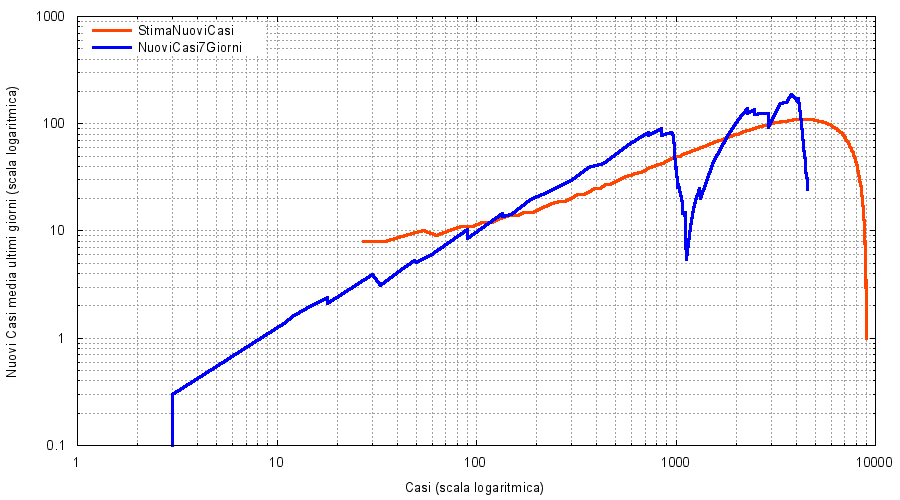 1000
StimaNuoviCasi
NuoviCasi7Giorni
100
10
1
0.1
Nuovi Casi media ultimi giorni (scala logaritmica)
1 10 100 1000 10000
Casi (scala logaritmica)